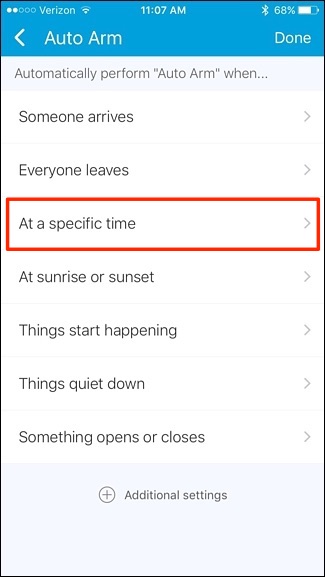 Verizon 11:07 AM 68%
Auto Arm Done
Automatically perform "Auto Arm" when...
Someone arrives
Everyone leaves
At a specific time
At sunrise or sunset
Things start happening
Things quiet down
Something opens or closes
Additional settings